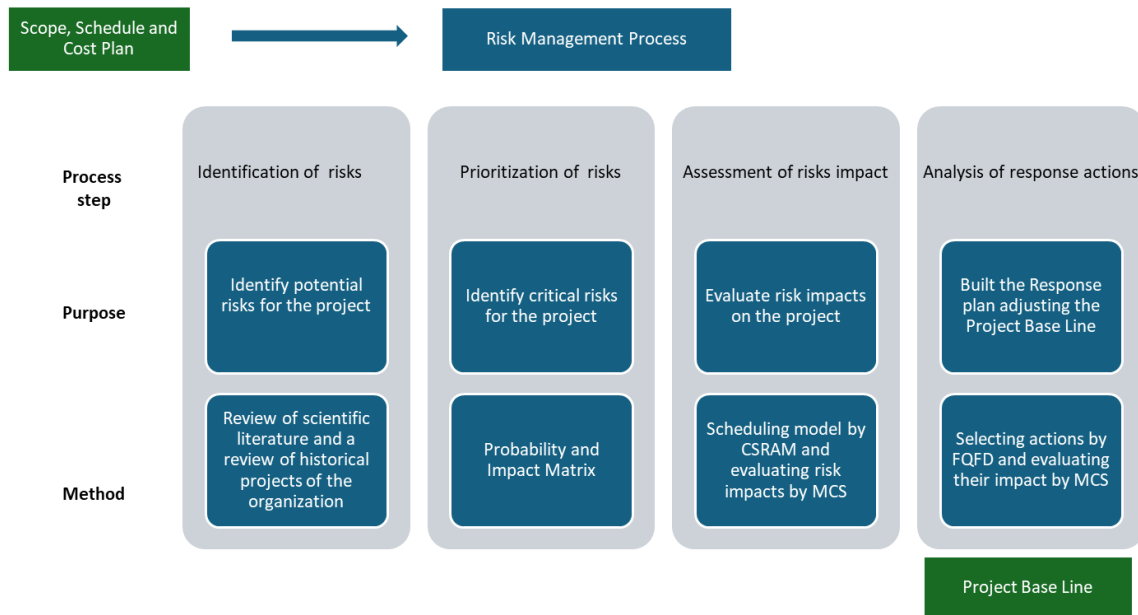 Scope, Schedule and
Cost Plan
Risk Management Process
Process
step
Identification of risks
Prioritization of risks
Assessment of risks impact
Analysis of response actions
Purpose
Identify potential
risks for the project
Identify critical risks
for the project
Evaluate risk impacts
on the project
Built the Response
plan adjusting the
Project Base Line
Method
Review of scientific
literature and a
review of historical
projects of the
organization
Probability and
Impact Matrix
Scheduling model by
CSRAM and
evaluating risk
impacts by MCS
Selecting actions by
FQFD and evaluating
their impact by MCS
Project Base Line